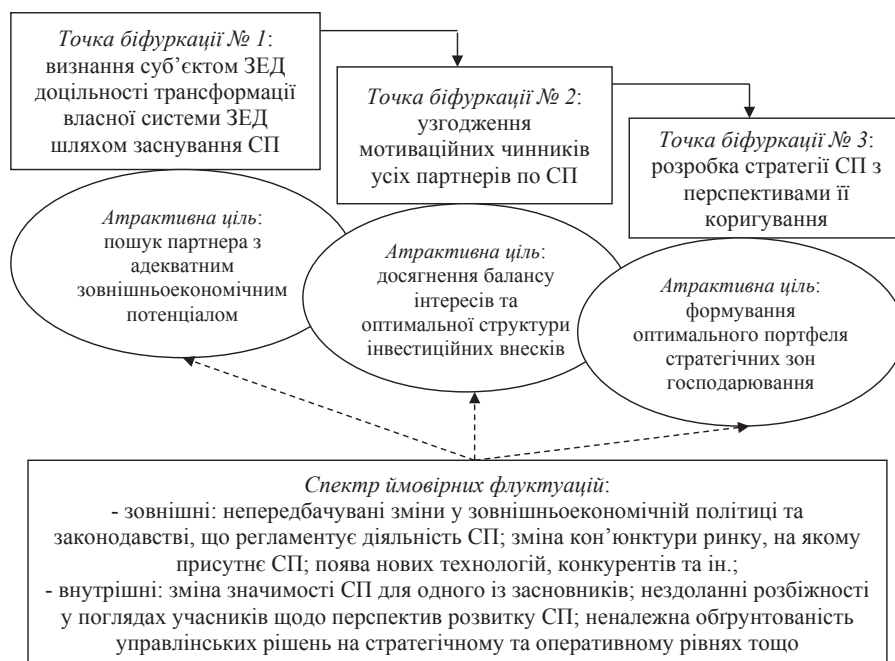 Точка біфуркації № 1:
визнання суб’єктом ЗЕД
доцільності трансформації
власної системи ЗЕД
шляхом заснування СП
Точка біфуркації № 2:
узгодження
мотиваційних чинників
усіх партнерів по СП
Точка біфуркації № 3:
розробка стратегії СП з
перспективами її
коригування
Атрактивна ціль:
пошук партнера з
адекватним
зовнішньоекономічним
потенціалом
Атрактивна ціль:
досягнення балансу
інтересів та
оптимальної структури
інвестиційних внесків
Атрактивна ціль:
формування
оптимального портфеля
стратегічних зон
господарювання
Спектр ймовірних флуктуацій:
- зовнішні: непередбачувані зміни у зовнішньоекономічній політиці та
законодавстві, що регламентує діяльність СП; зміна кон’юнктури ринку, на
якому присутнє СП; поява нових технологій, конкурентів та ін.;
- внутрішні: зміна значимості СП для одного із засновників; нездоланні розбіжності
у поглядах учасників щодо перспектив розвитку СП; неналежна обґрунтованість
управлінських рішень на стратегічному та оперативному рівнях тощо